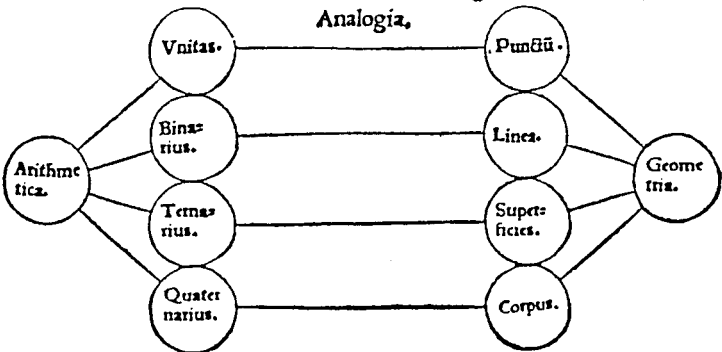 Analogia.
Vnitas.
Punctū.
Bina=
rius.
Linea.
Arithme
tica.
Geome
tria.
Terna=
rius.
Super=
ficies.
Quater
narius.
Corpus.